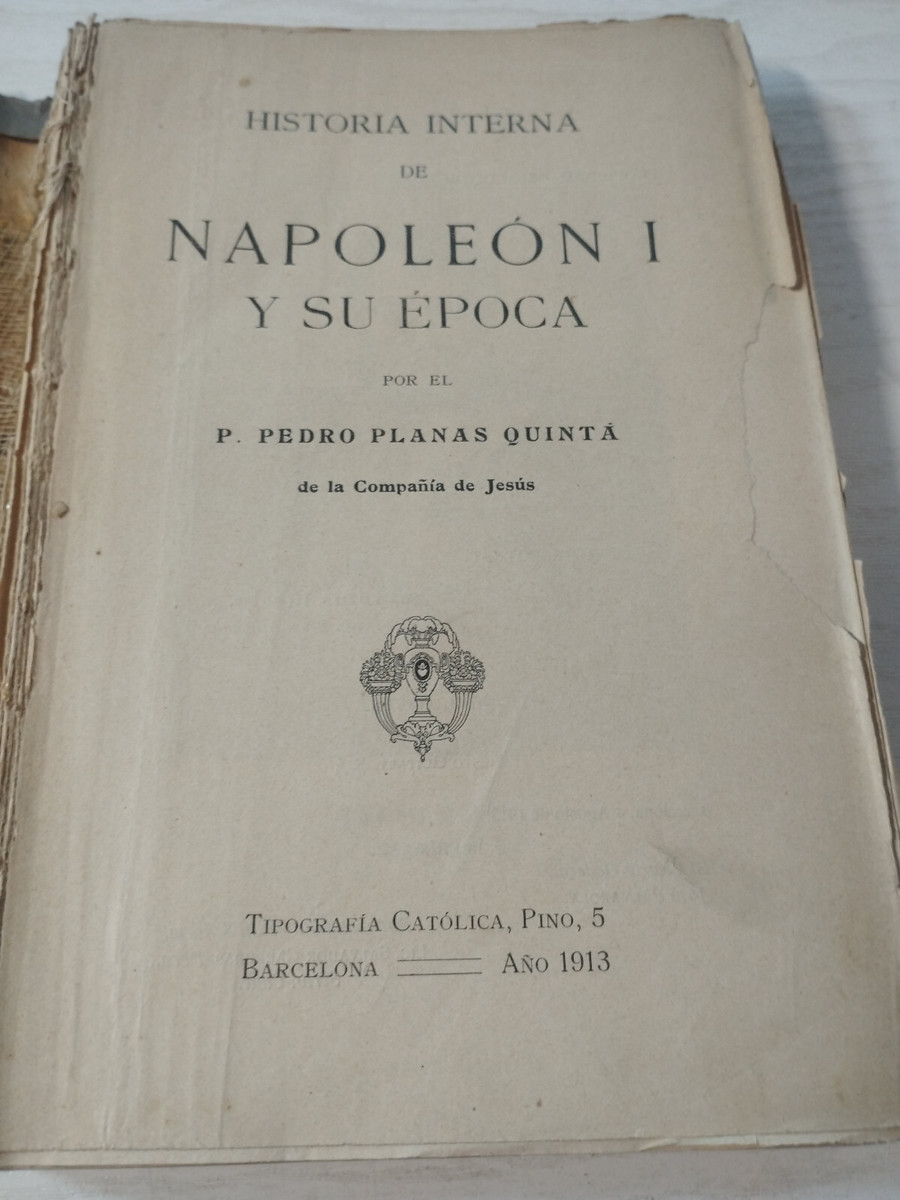 HISTORIA INTERNA
DE
NAPOLEÓN I
Y SU ÉPOCA
POR EL
P. PEDRO PLANAS QUINTÁ
de la Compañía de Jesús
TIPOGRAFÍA CATÓLICA, PINO, 5
BARCELONA AÑO 1913